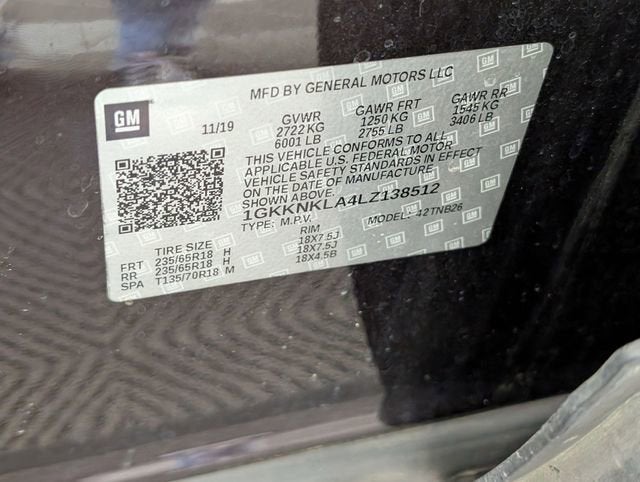 MFD BY GENERAL MOTORS LLC
GM
11/19 GVWR GAWR FRT GAWR RR
2722 KG 1250 KG 1545 KG
6001 LB 2755 LB 3406 LB
THIS VEHICLE CONFORMS TO ALL
APPLICABLE U.S. FEDERAL MOTOR
VEHICLE SAFETY STANDARDS IN EFFECT
ON THE DATE OF MANUFACTURE
SHOWN ABOVE.
1GKKNKLA4LZ138512
TYPE: M.P.V. MODEL: 42TNB26
TIRE SIZE RIM
FRT 235/65R18 H 18X7.5J
RR 235/65R18 H 18X7.5J
SPA T135/70R18 M 18X4.5B